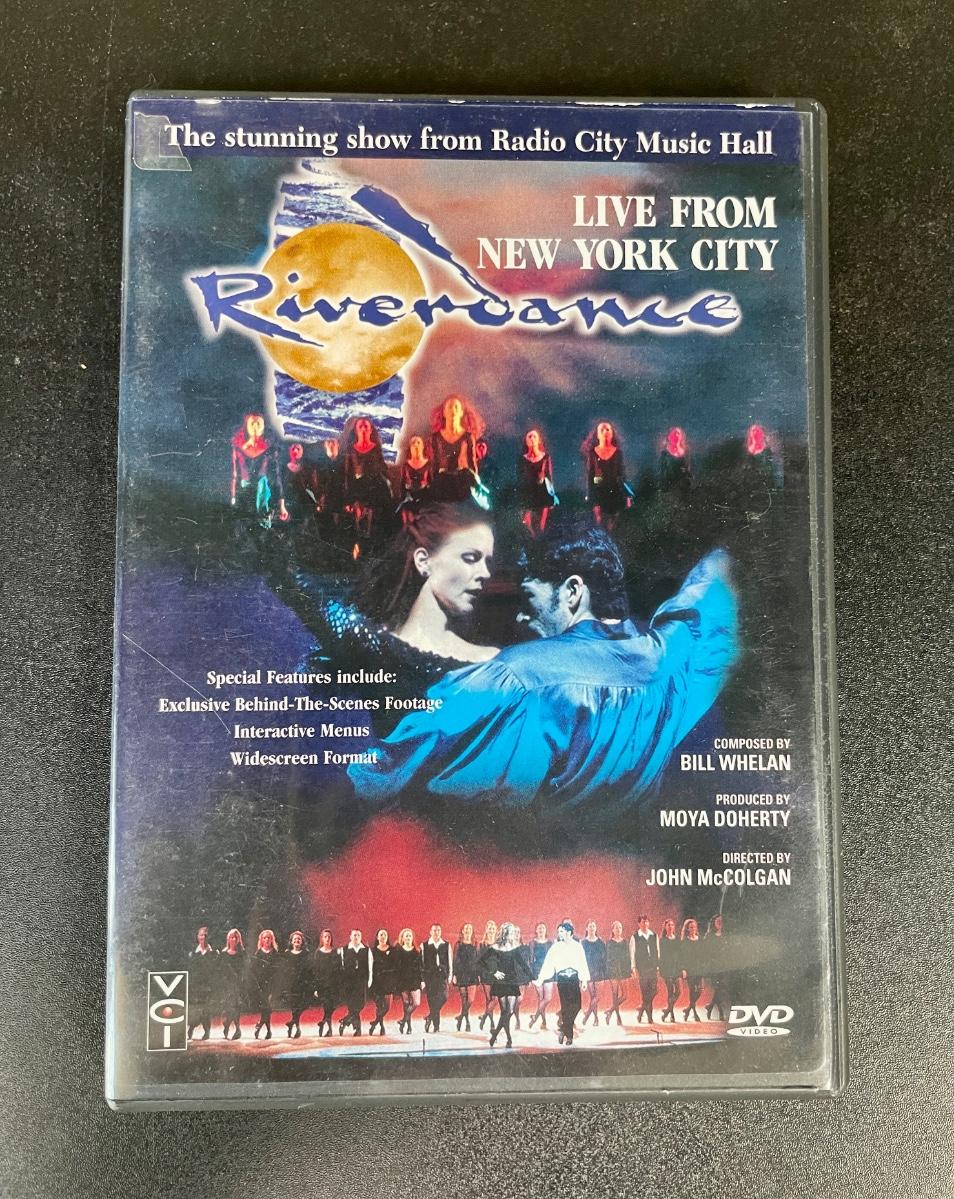 The stunning show from Radio City Music Hall
LIVE FROM
NEW YORK CITY
Riverdance
Special Features include:
Exclusive Behind-The-Scenes Footage
Interactive Menus
Widescreen Format
COMPOSED BY
BILL WHELAN
PRODUCED BY
MOYA DOHERTY
DIRECTED BY
JOHN McCOLGAN
VCI
DVD
VIDEO